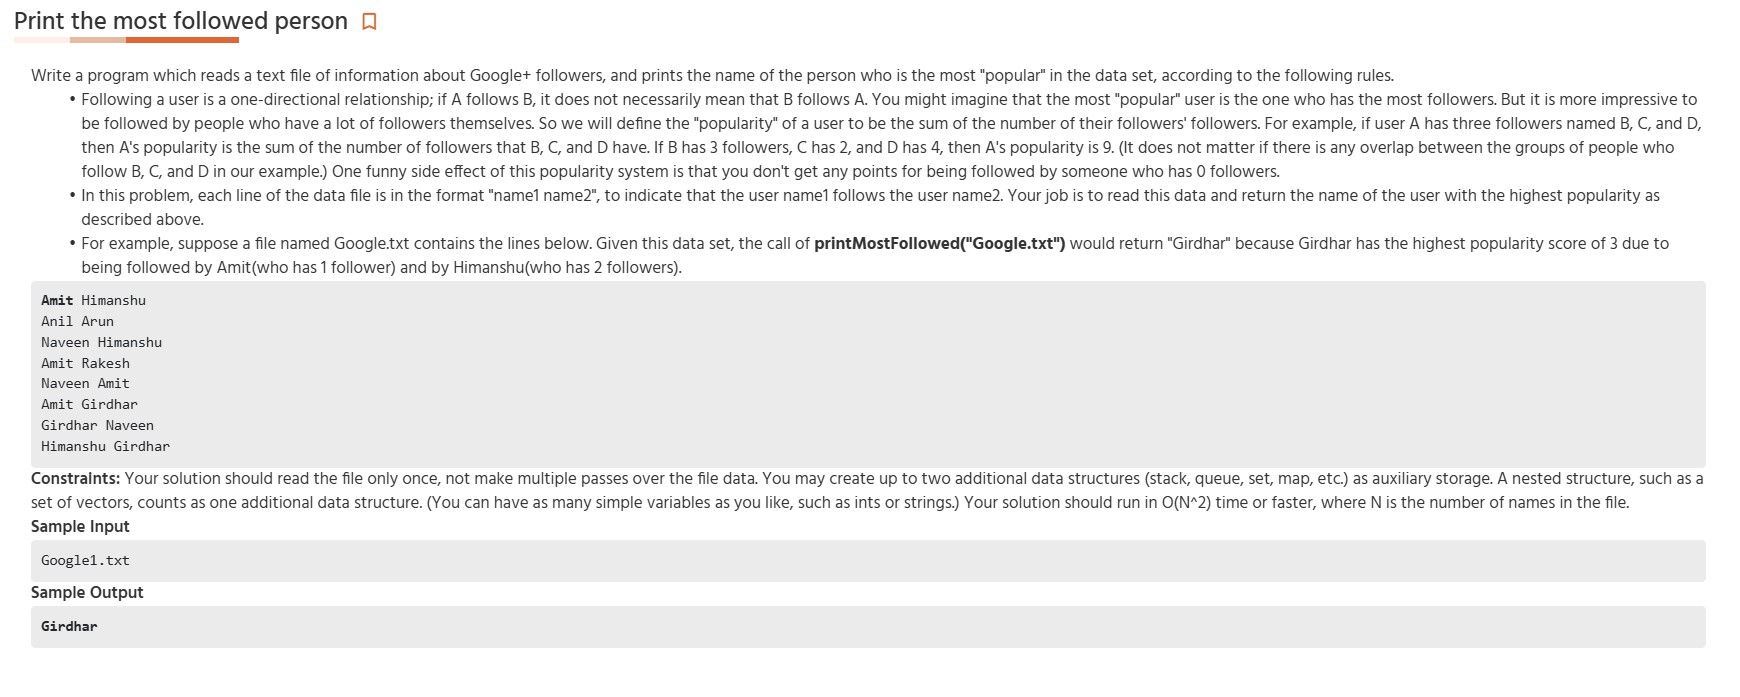 Print the most followed person
Write a program which reads a text file of information about Google+ followers, and prints the name of the person who is the most "popular" in the data set, according to the following rules.
• Following a user is a one-directional relationship; if A follows B, it does not necessarily mean that B follows A. You might imagine that the most "popular" user is the one who has the most followers. But it is more impressive to
be followed by people who have a lot of followers themselves. So we will define the "popularity" of a user to be the sum of the number of their followers' followers. For example, if user A has three followers named B, C, and D,
then A's popularity is the sum of the number of followers that B, C, and D have. If B has 3 followers, C has 2, and D has 4, then A's popularity is 9. (It does not matter if there is any overlap between the groups of people who
follow B, C, and D in our example.) One funny side effect of this popularity system is that you don't get any points for being followed by someone who has 0 followers.
• In this problem, each line of the data file is in the format "name1 name2", to indicate that the user name1 follows the user name2. Your job is to read this data and return the name of the user with the highest popularity as
described above.
• For example, suppose a file named Google.txt contains the lines below. Given this data set, the call of printMostFollowed("Google.txt") would return "Girdhar" because Girdhar has the highest popularity score of 3 due to
being followed by Amit(who has 1 follower) and by Himanshu(who has 2 followers).
Amit Himanshu
Anil Arun
Naveen Himanshu
Amit Rakesh
Naveen Amit
Amit Girdhar
Girdhar Naveen
Himanshu Girdhar
Constraints: Your solution should read the file only once, not make multiple passes over the file data. You may create up to two additional data structures (stack, queue, set, map, etc.) as auxiliary storage. A nested structure, such as a
set of vectors, counts as one additional data structure. (You can have as many simple variables as you like, such as ints or strings.) Your solution should run in O(N^2) time or faster, where N is the number of names in the file.
Sample Input
Google1.txt
Sample Output
Girdhar